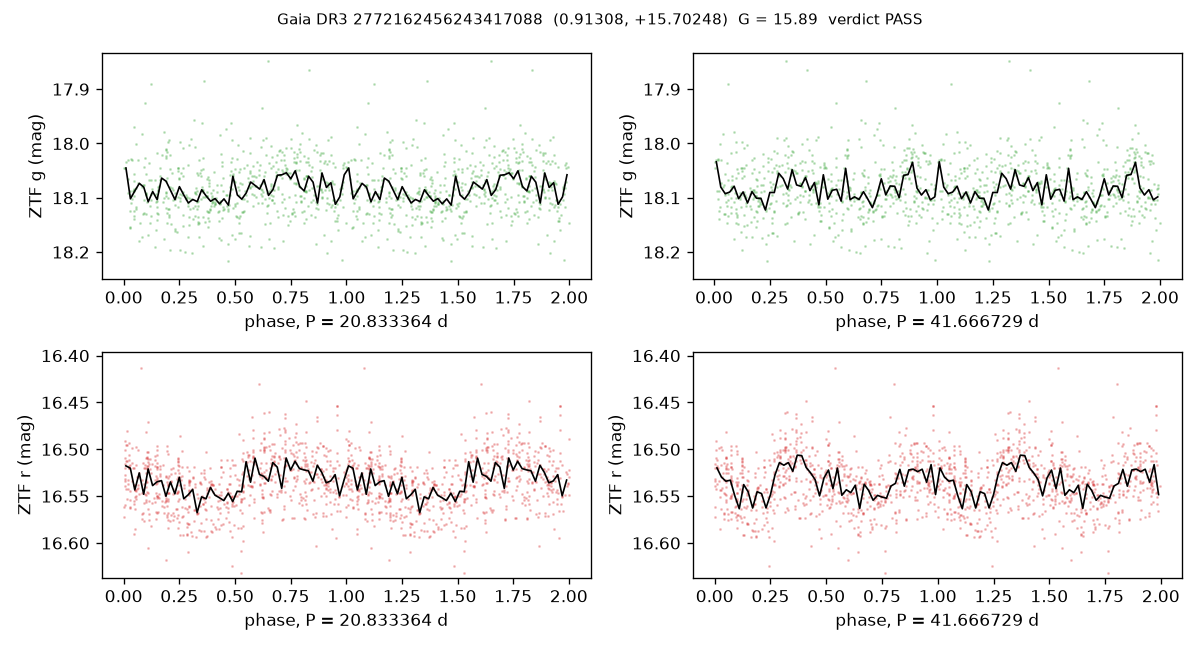 Gaia DR3 2772162456243417088 (0.91308, +15.70248) G = 15.89 verdict PASS
ZTF g (mag)
17.9
18.0
18.1
18.2
0.00 0.25 0.50 0.75 1.00 1.25 1.50 1.75 2.00
phase, P = 20.833364 d
ZTF g (mag)
17.9
18.0
18.1
18.2
0.00 0.25 0.50 0.75 1.00 1.25 1.50 1.75 2.00
phase, P = 41.666729 d
ZTF r (mag)
16.40
16.45
16.50
16.55
16.60
0.00 0.25 0.50 0.75 1.00 1.25 1.50 1.75 2.00
phase, P = 20.833364 d
ZTF r (mag)
16.40
16.45
16.50
16.55
16.60
0.00 0.25 0.50 0.75 1.00 1.25 1.50 1.75 2.00
phase, P = 41.666729 d